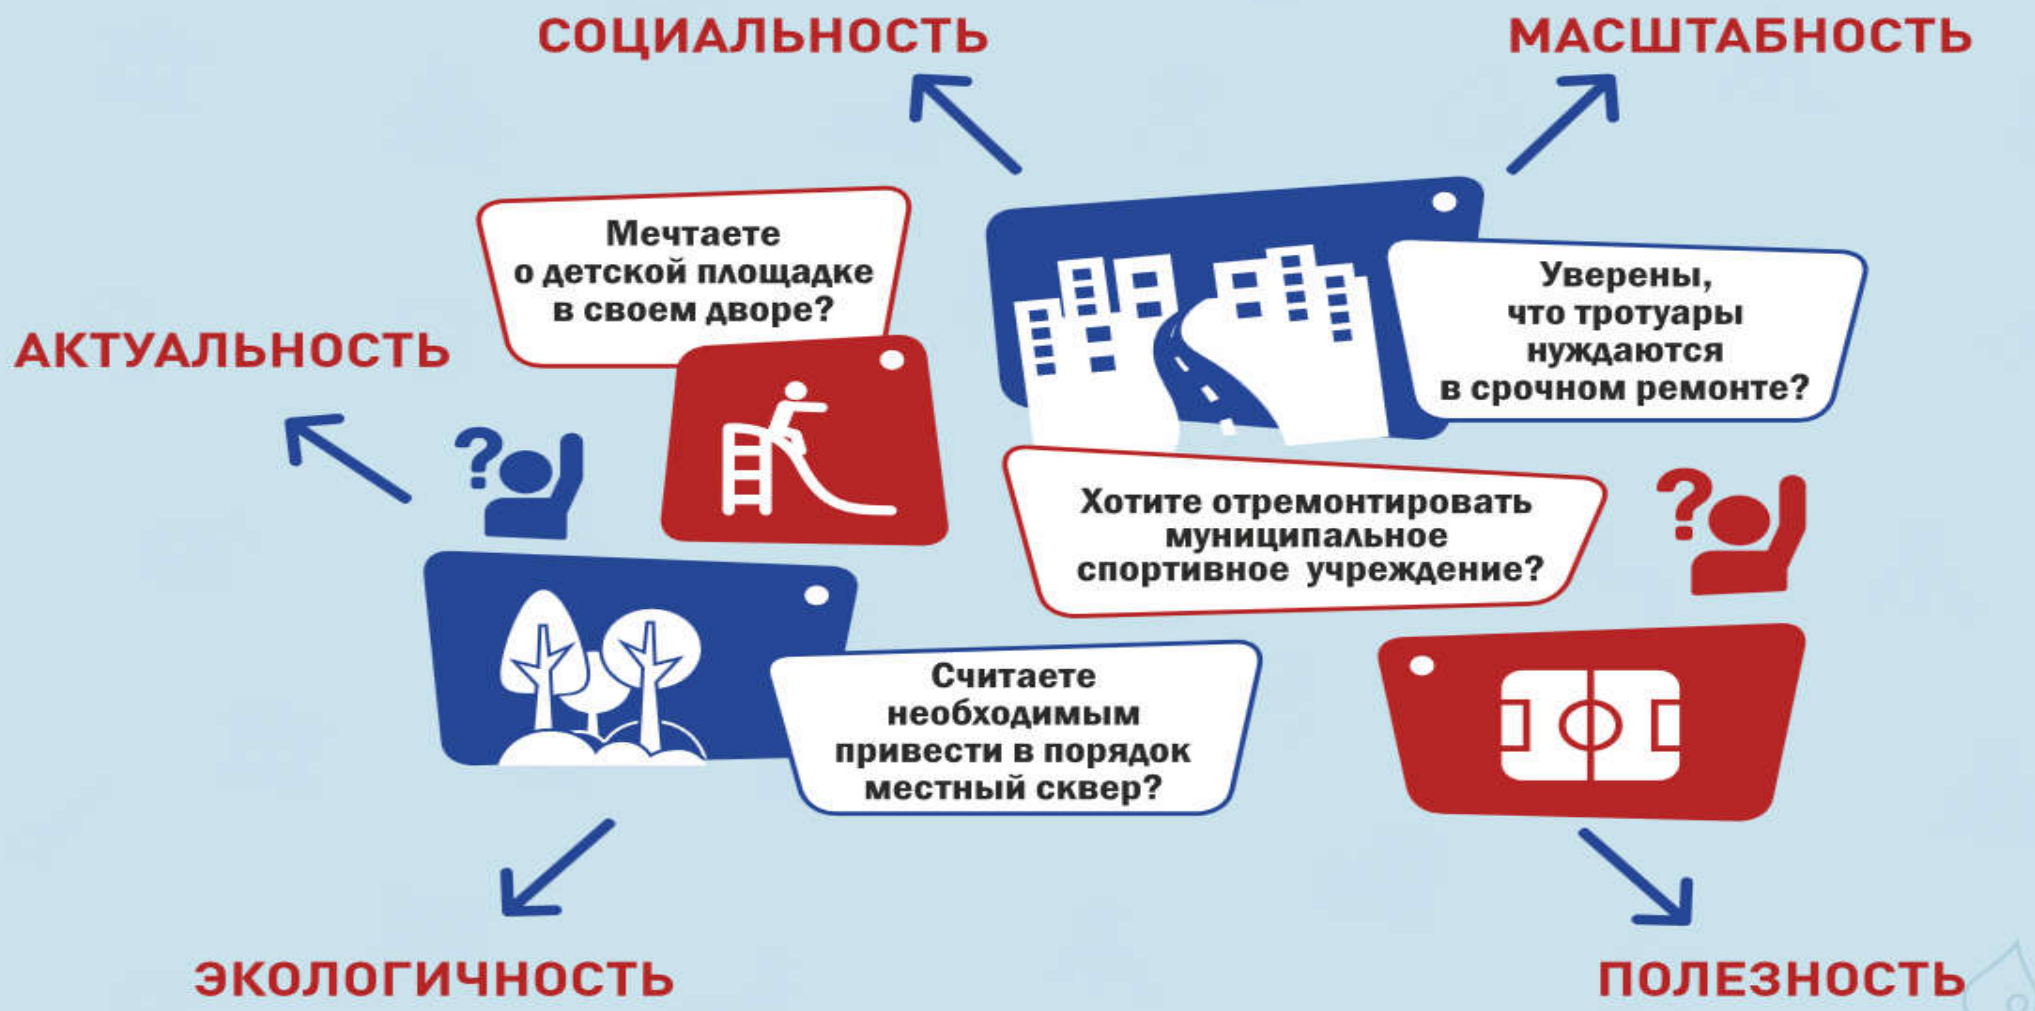 СОЦИАЛЬНОСТЬ
МАСШТАБНОСТЬ
Мечтаете
о детской площадке
в своем дворе?
Уверены,
что тротуары
нуждаются
в срочном ремонте?
АКТУАЛЬНОСТЬ
?
Хотите отремонтировать
муниципальное
спортивное учреждение?
?
Считаете
необходимым
привести в порядок
местный сквер?
ЭКОЛОГИЧНОСТЬ
ПОЛЕЗНОСТЬ